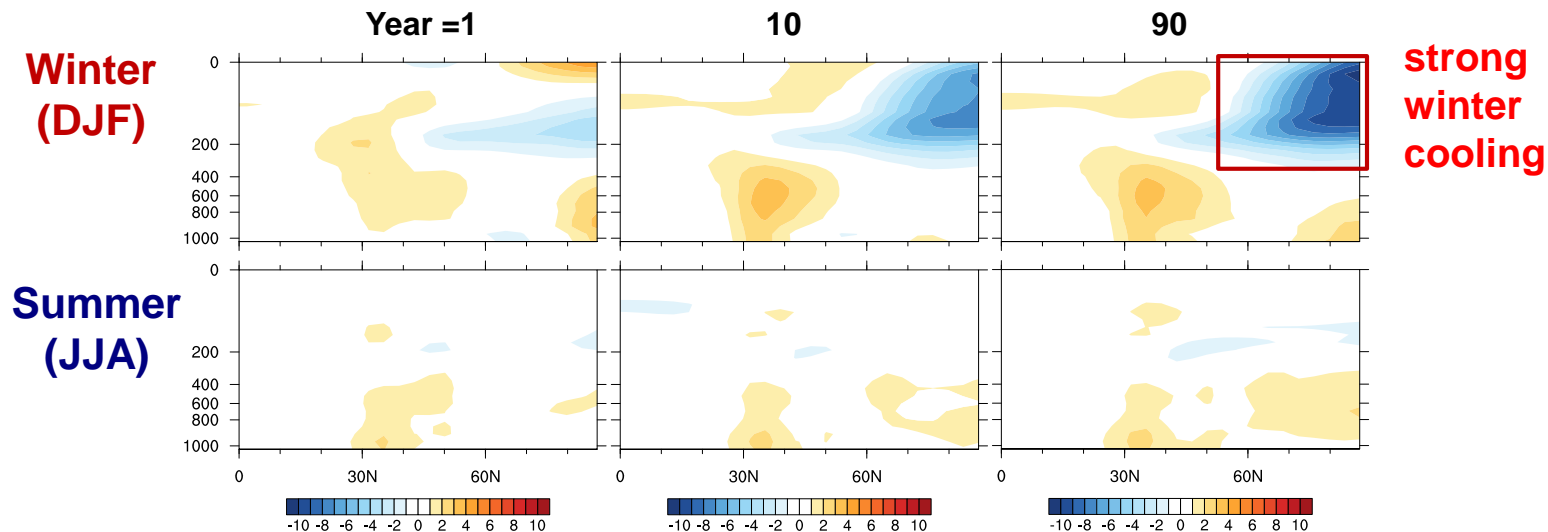 Year =1
10
90
Winter
(DJF)
strong
winter
cooling
0
200
400
600
800
1000
Summer
(JJA)
0
200
400
600
800
1000
0 30N 60N
0 30N 60N
0 30N 60N
-10 -8 -6 -4 -2 0 2 4 6 8 10
-10 -8 -6 -4 -2 0 2 4 6 8 10
-10 -8 -6 -4 -2 0 2 4 6 8 10